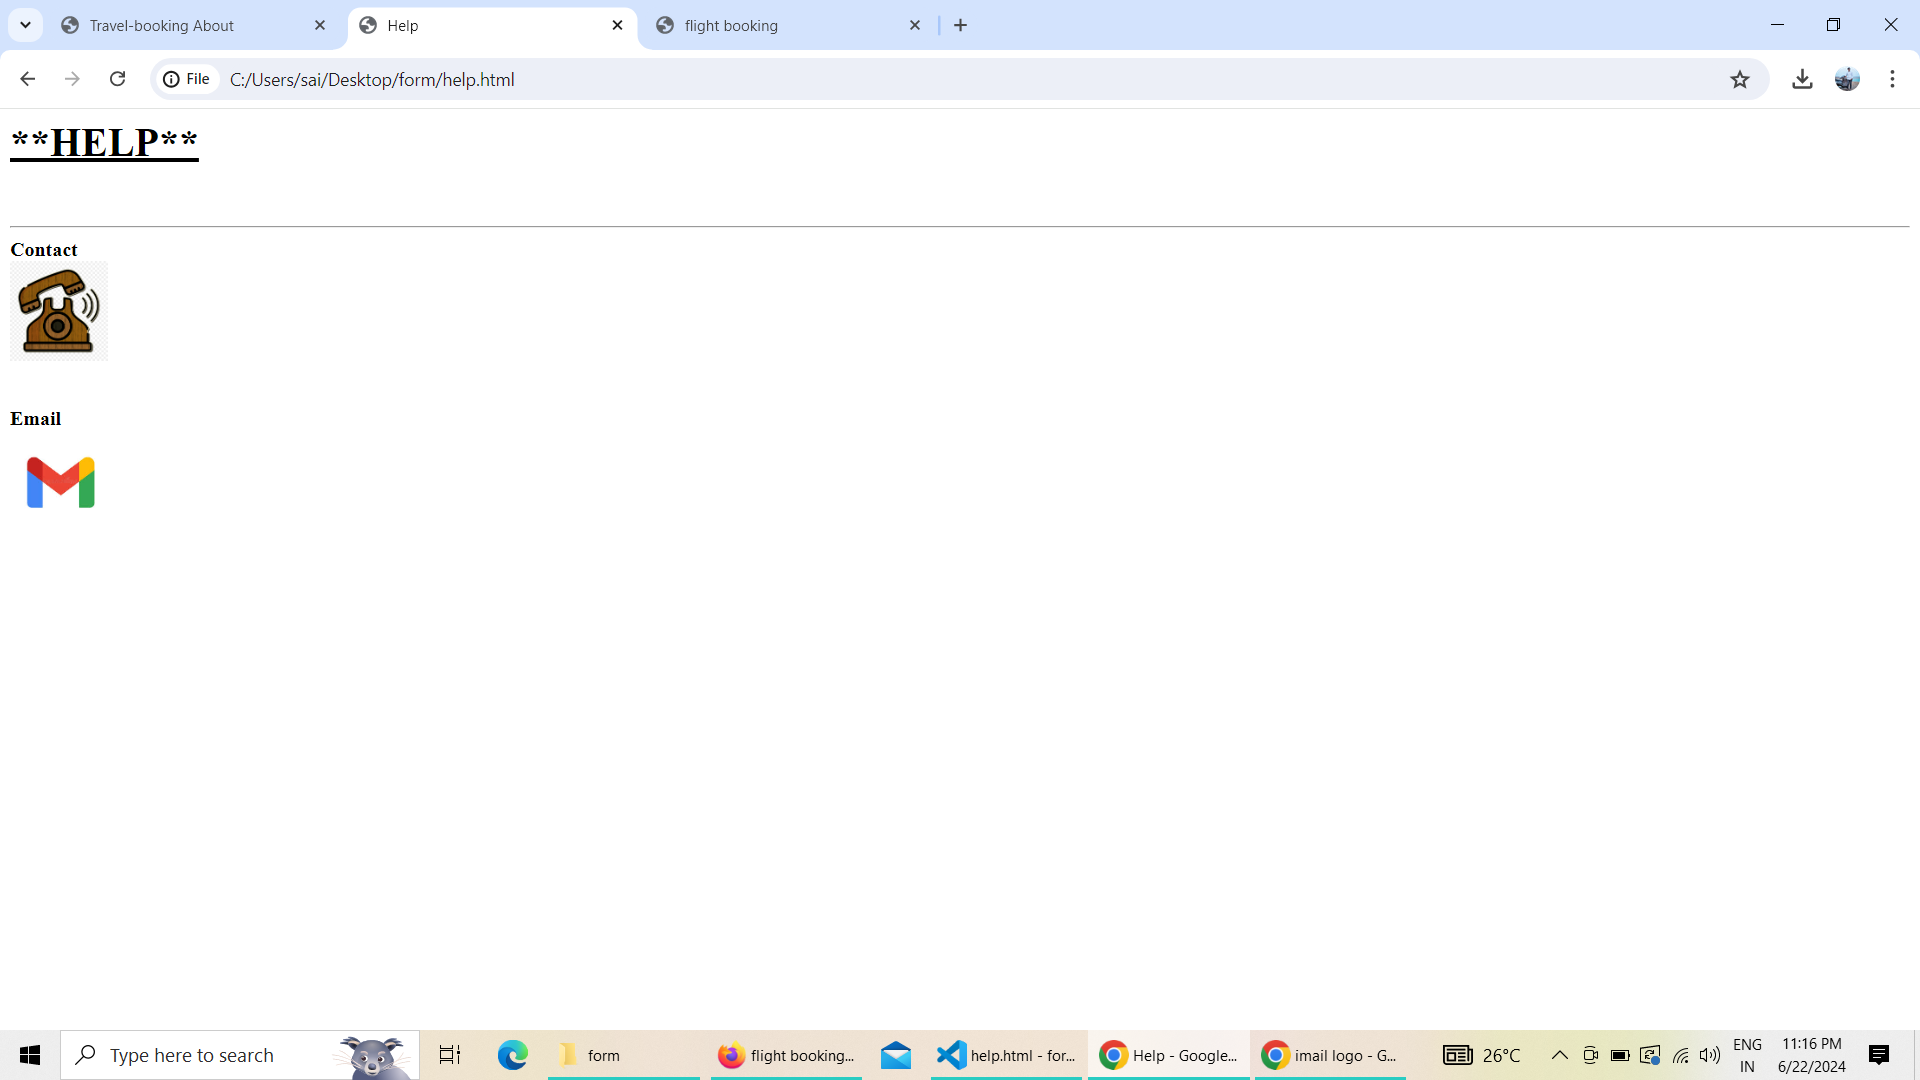 Travel-booking About
Help
flight booking
File
C:/Users/sai/Desktop/form/help.html
**HELP**
Contact
Email
Type here to search
form
flight booking...
help.html - for...
Help - Google...
imail logo - G...
26°C
ENG
IN
11:16 PM
6/22/2024